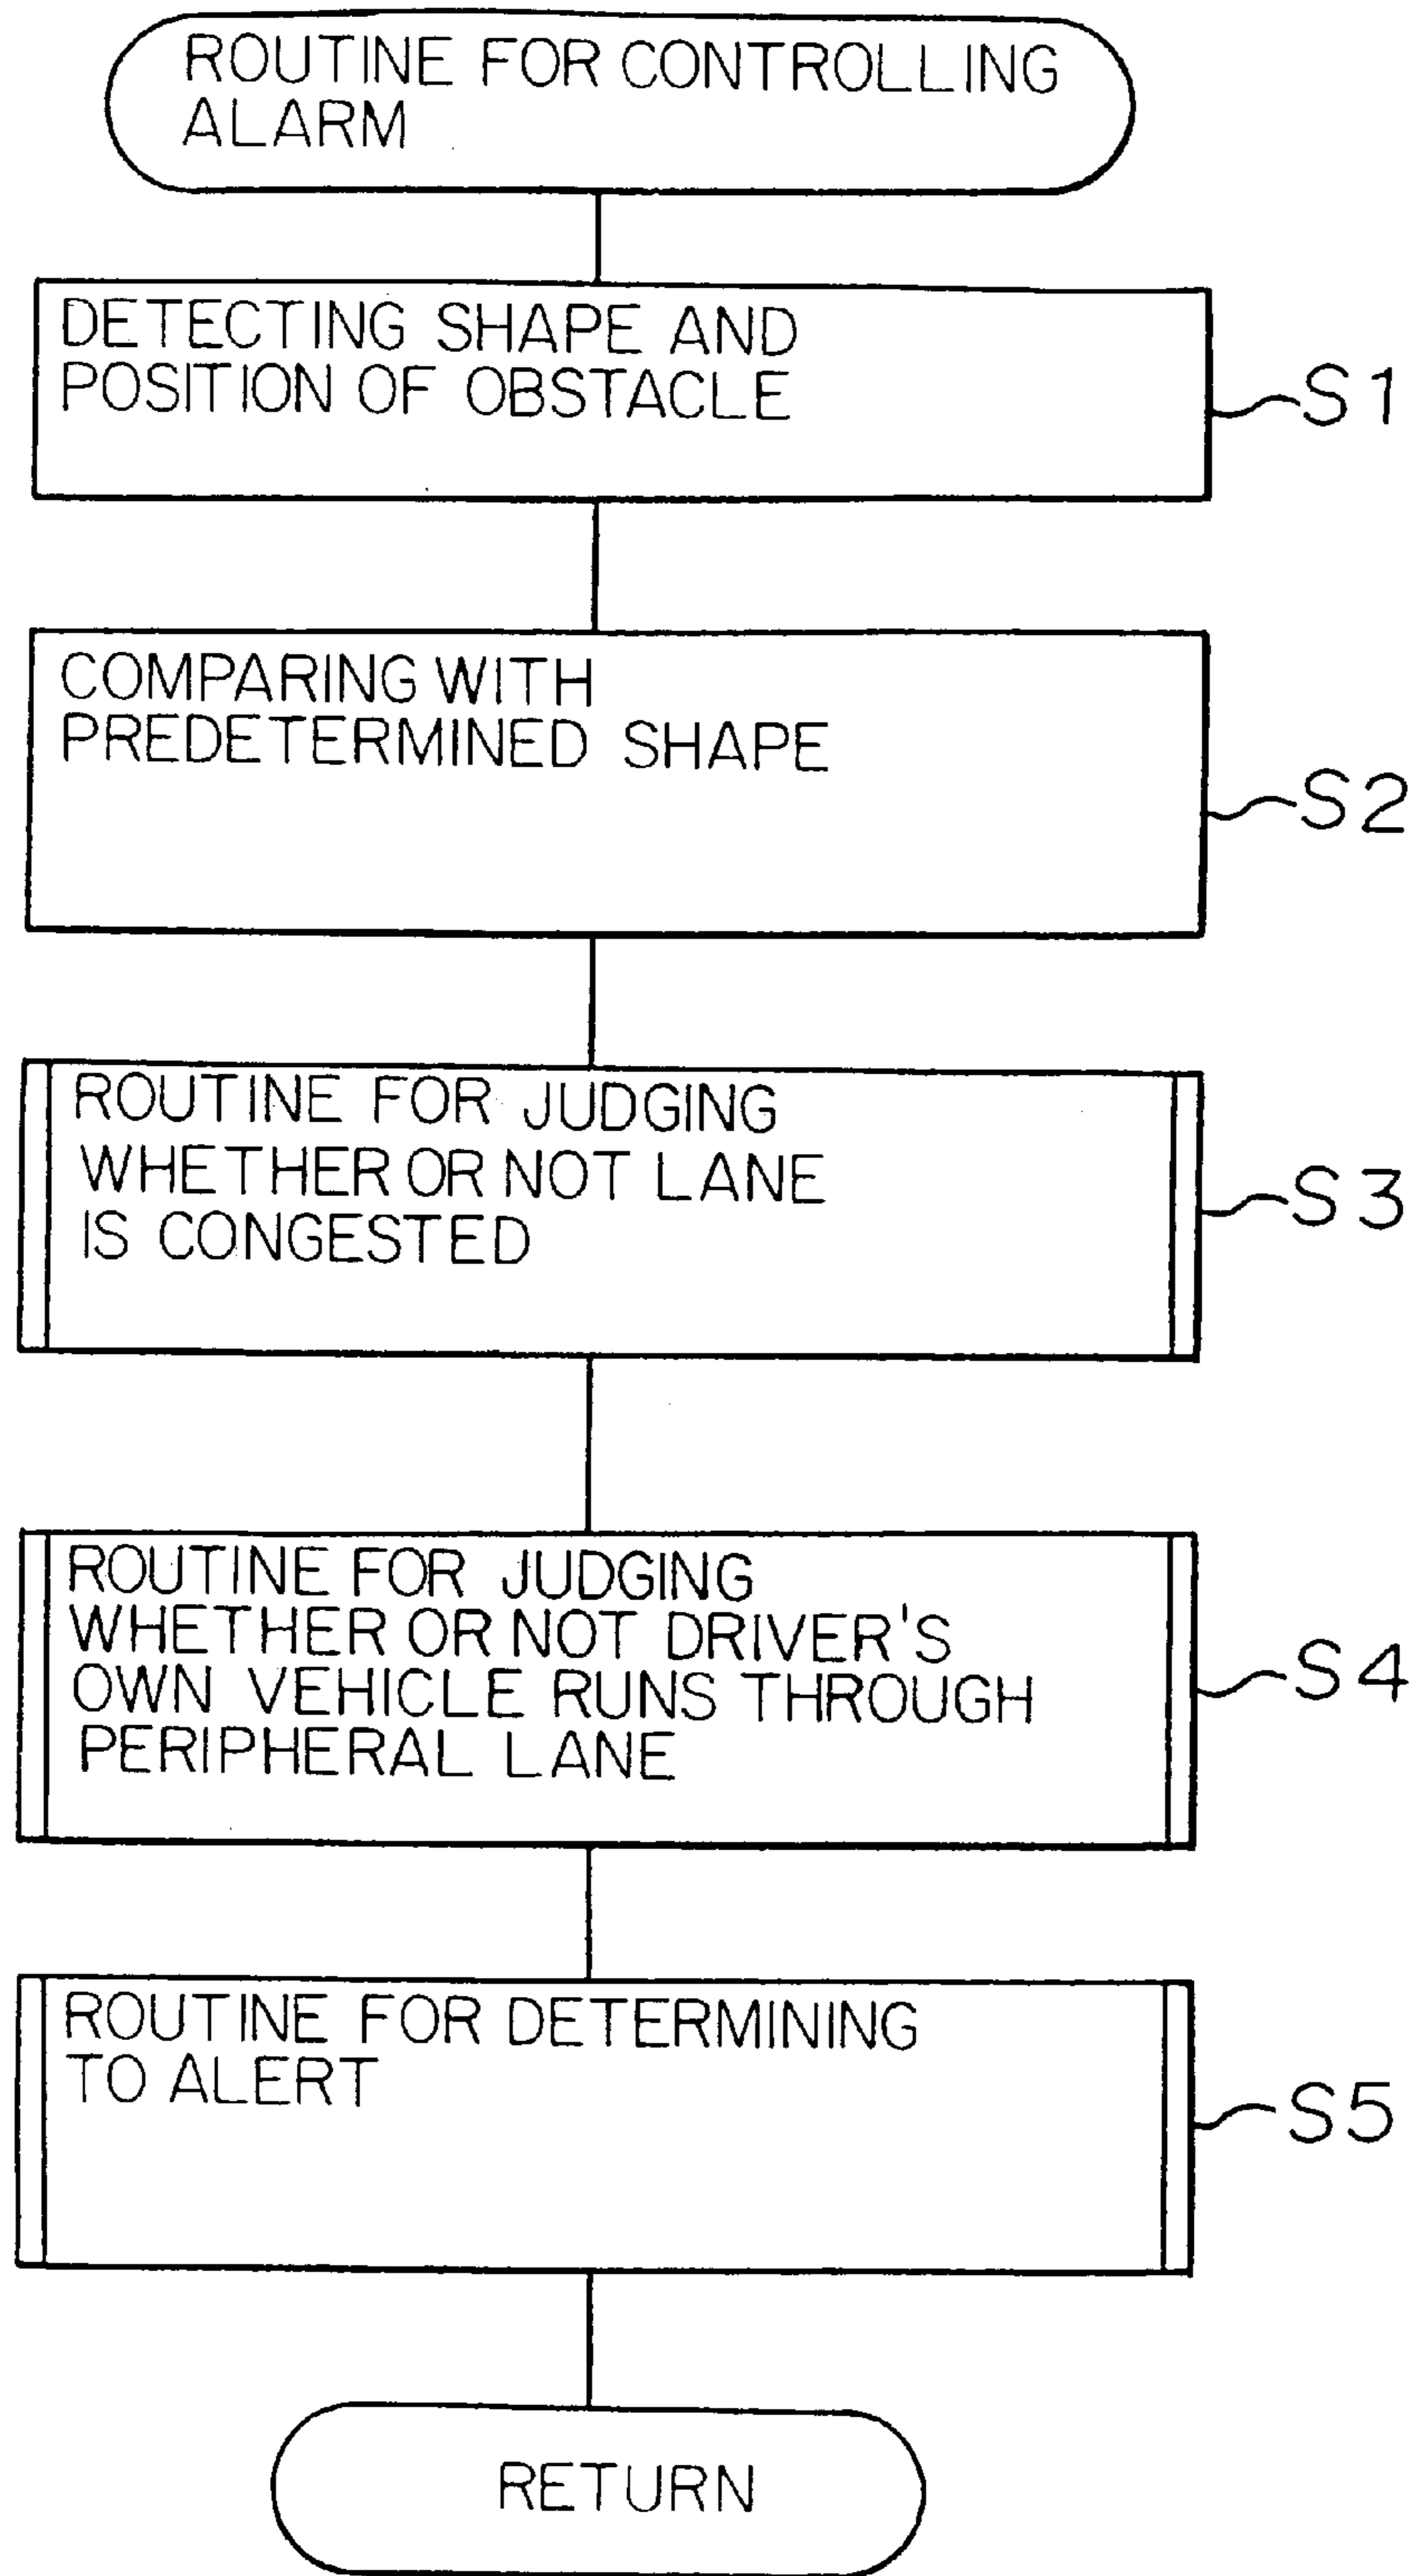 ROUTINE FOR CONTROLLING
ALARM
DETECTING SHAPE AND
POSITION OF OBSTACLE
S1
COMPARING WITH
PREDETERMINED SHAPE
S2
ROUTINE FOR JUDGING
WHETHER OR NOT LANE
IS CONGESTED
S3
ROUTINE FOR JUDGING
WHETHER OR NOT DRIVER'S
OWN VEHICLE RUNS THROUGH
PERIPHERAL LANE
S4
ROUTINE FOR DETERMINING
TO ALERT
S5
RETURN